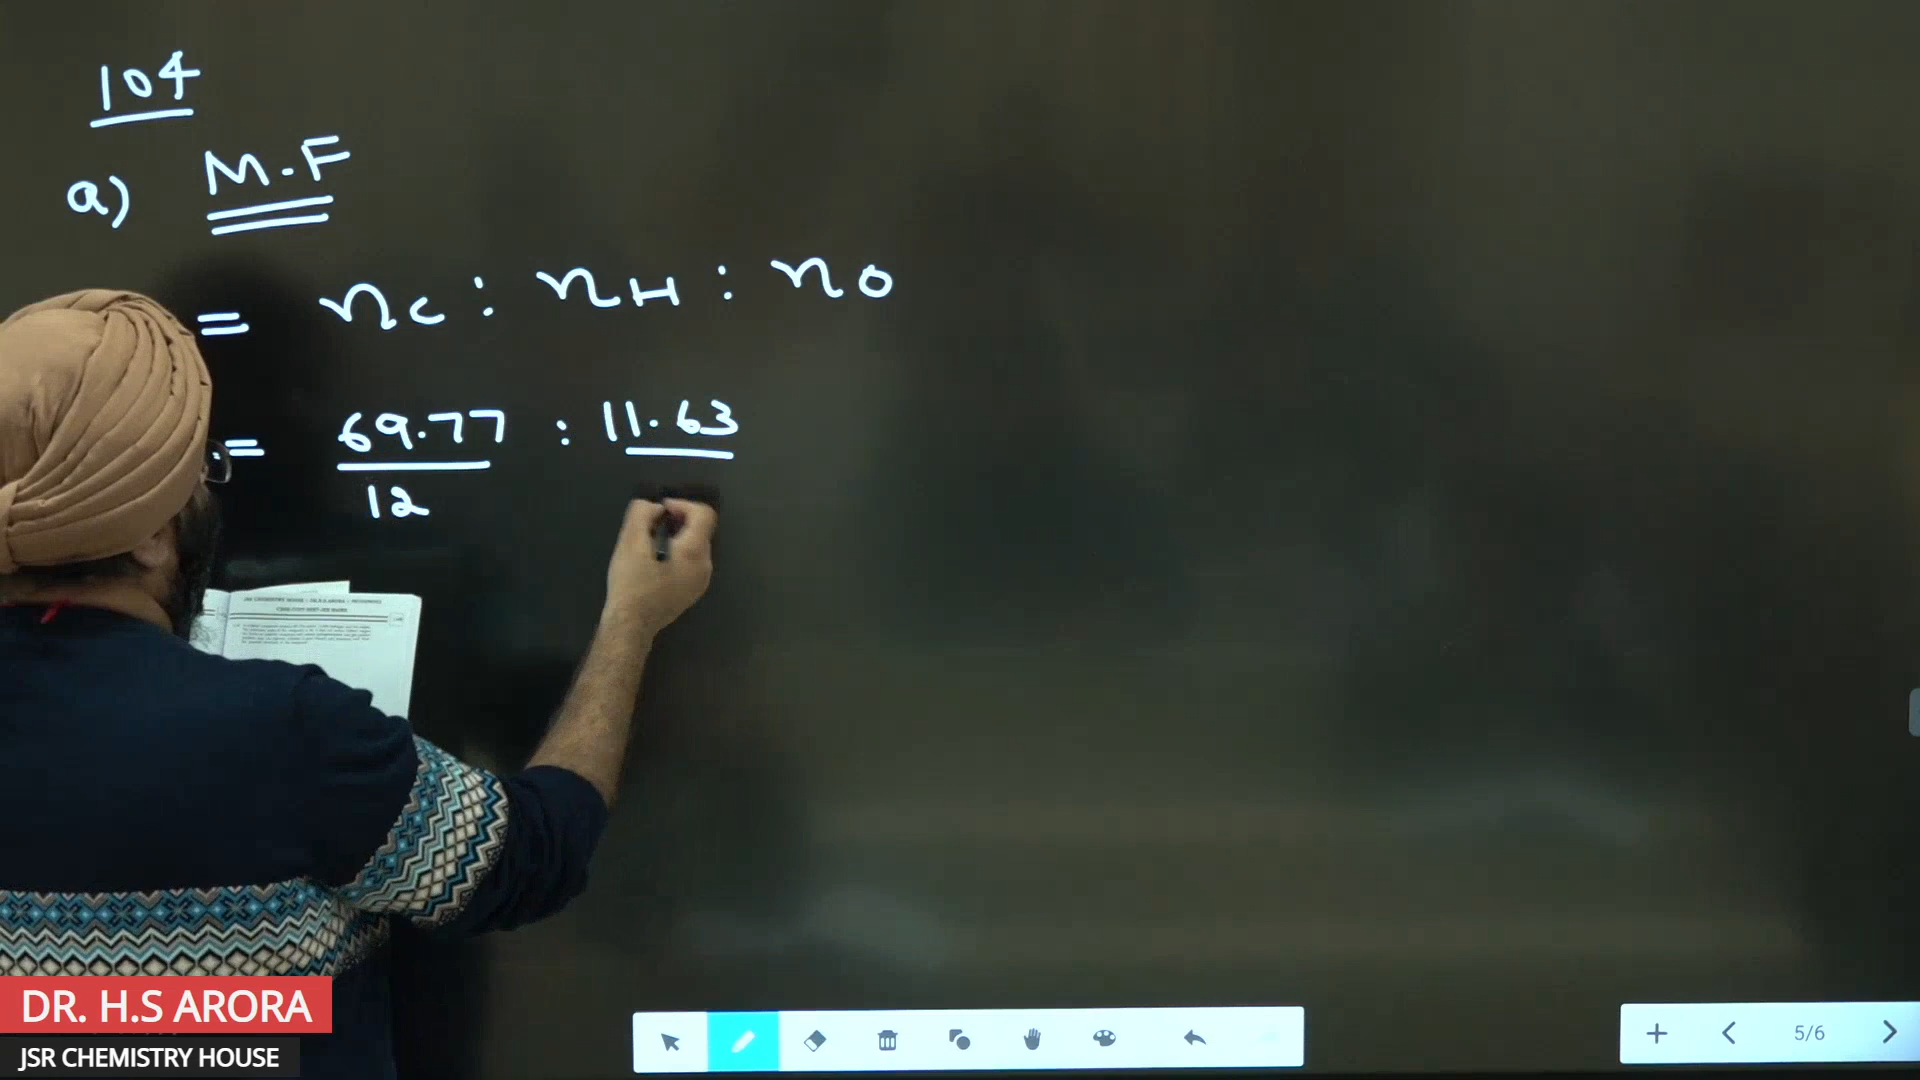 104
a) M.F
= nC : nH : nO
= 69.77 : 11.63
12
DR. H.S ARORA
JSR CHEMISTRY HOUSE
5/6